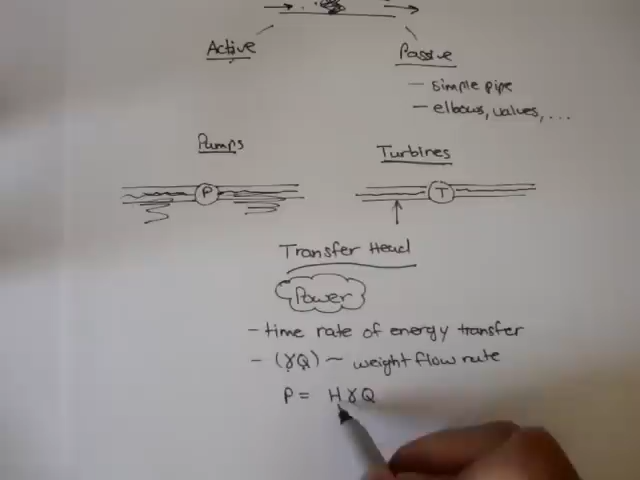 Active
Passive
- simple pipe
- elbows, valves, ...
Pumps
Turbines
P
T
Transfer Head
Power
- time rate of energy transfer
- (γQ) ~ weight flow rate
P = HγQ